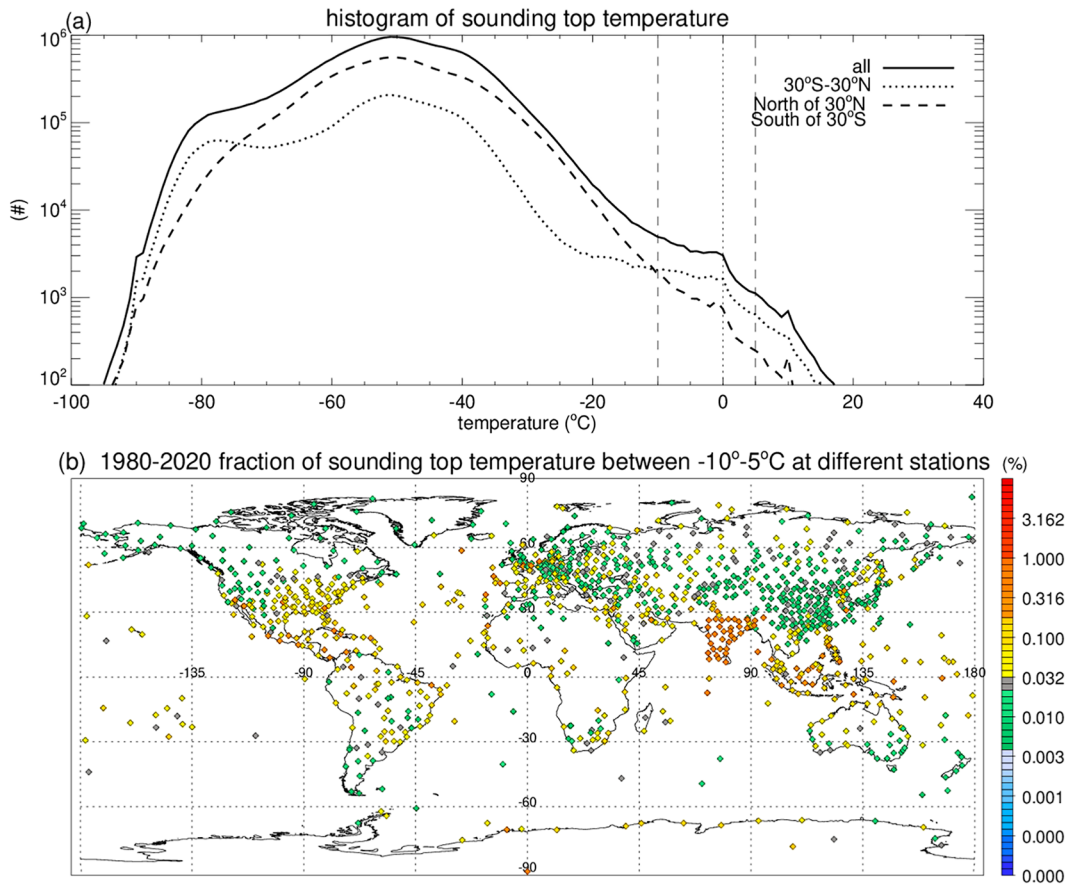 (a) histogram of sounding top temperature
10⁶
all
30°S-30°N
North of 30°N
South of 30°S
10⁵
(#)
10⁴
10³
10²
-100 -80 -60 -40 -20 0 20 40
temperature (°C)
(b) 1980-2020 fraction of sounding top temperature between -10°-5°C at different stations (%)
90
3.162
60
1.000
0.316
30
0.100
-135 -90 -45 0 45 90 135 180
0.032
0.010
-30
0.003
0.001
-60
0.000
-90
0.000